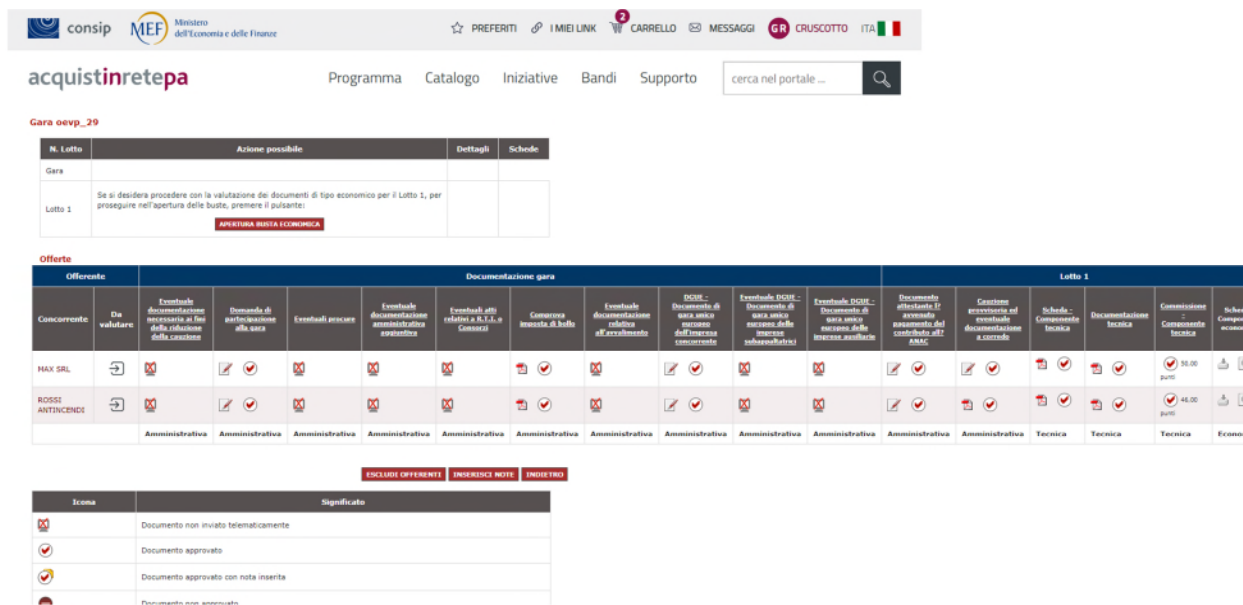 consip
MEF Ministero
dell'Economia e delle Finanze
PREFERITI
I MIEI LINK
2
CARRELLO
MESSAGGI
GR
CRUSCOTTO
ITA
acquistinretepa
Programma
Catalogo
Iniziative
Bandi
Supporto
cerca nel portale ...
Gara oevp_29
N. Lotto
Azione possibile
Dettagli
Schede
Gara
Lotto 1
Se si desidera procedere con la valutazione dei documenti di tipo economico per il Lotto 1, per
proseguire nell'apertura delle buste, premere il pulsante:
APERTURA BUSTA ECONOMICA
Offerte
Offerente
Documentazione gara
Lotto 1
Concorrente
Da
valutare
Eventuale
documentazione
necessaria ai fini
della riduzione
della cauzione
Domanda di
partecipazione
alla gara
Eventuali procure
Eventuale
documentazione
amministrativa
aggiuntiva
Eventuali atti
relativi a R.T.I. o
Consorzi
Comprova
imposta di bollo
Eventuale
documentazione
relativa
all'avvalimento
DGUE -
Documento di
gara unico
europeo
dell'impresa
concorrente
Eventuale DGUE -
Documento di
gara unico
europeo delle
imprese
subappaltatrici
Eventuale DGUE -
Documento di
gara unico
europeo delle
imprese ausiliarie
Documento
attestante l?
avvenuto
pagamento del
contributo all?
ANAC
Cauzione
provvisoria ed
eventuale
documentazione
a corredo
Scheda -
Componente
tecnica
Documentazione
tecnica
Commissione
-
Componente
tecnica
Sched
Compo
econom
MAX SRL
50.00
punti
ROSSI
ANTINCENDI
46.00
punti
Amministrativa
Amministrativa
Amministrativa
Amministrativa
Amministrativa
Amministrativa
Amministrativa
Amministrativa
Amministrativa
Amministrativa
Amministrativa
Amministrativa
Tecnica
Tecnica
Tecnica
Econo
ESCLUDI OFFERENTI
INSERISCI NOTE
INDIETRO
Icona
Significato
Documento non inviato telematicamente
Documento approvato
Documento approvato con nota inserita
Documento non approvato